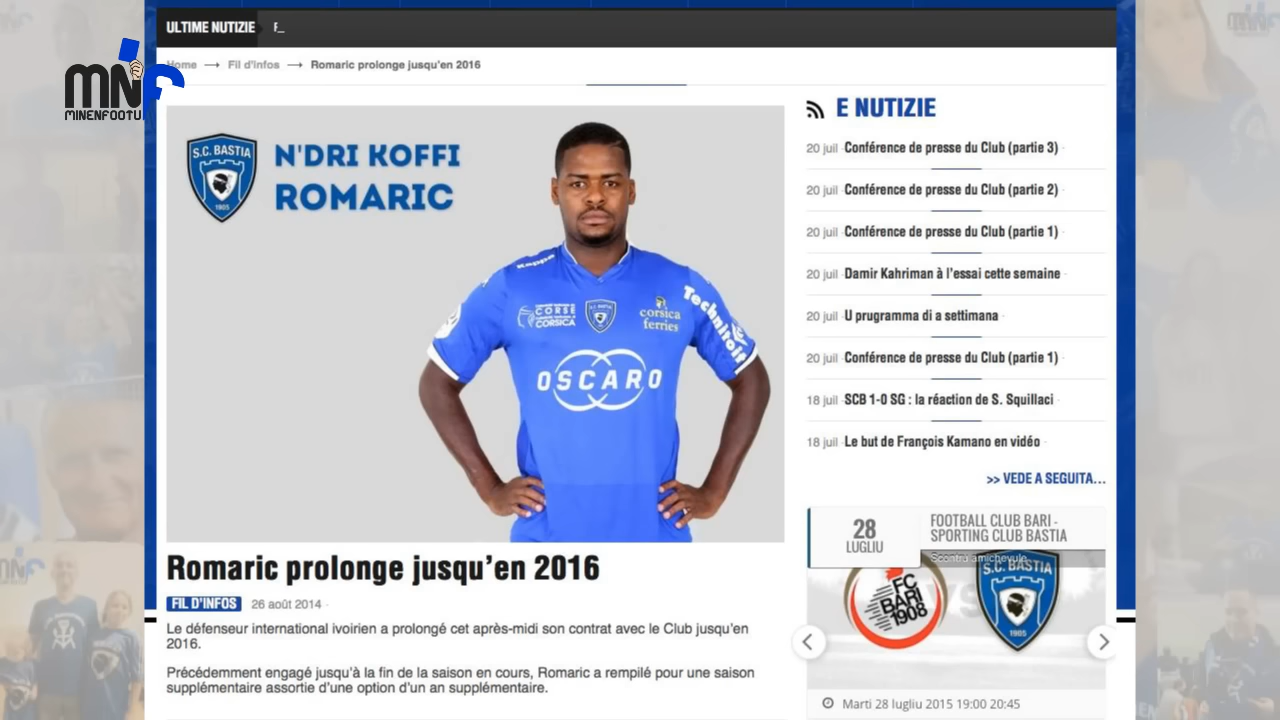 ULTIME NUTIZIE F_
Home → Fil d'infos → Romaric prolonge jusqu'en 2016
MNF
MINENFOOTU
S.C. BASTIA
1905
N'DRI KOFFI
ROMARIC
Kappa
CORSE
CORSICA
corsica
ferries
Technitoit
OSCARO
Romaric prolonge jusqu'en 2016
FIL D'INFOS 26 août 2014 -
Le défenseur international ivoirien a prolongé cet après-midi son contrat avec le Club jusqu'en
2016.
Précédemment engagé jusqu'à la fin de la saison en cours, Romaric a rempilé pour une saison
supplémentaire assortie d'une option d'un an supplémentaire.
E NUTIZIE
20 juil - Conférence de presse du Club (partie 3) -
20 juil - Conférence de presse du Club (partie 2) -
20 juil - Conférence de presse du Club (partie 1) -
20 juil - Damir Kahriman à l'essai cette semaine -
20 juil - U prugramma di a settimana -
20 juil - Conférence de presse du Club (partie 1) -
18 juil - SCB 1-0 SG : la réaction de S. Squillaci -
18 juil - Le but de François Kamano en vidéo -
>> VEDE A SEGUITA...
28
LUGLIU
FOOTBALL CLUB BARI -
SPORTING CLUB BASTIA
Scontru amichevule
FC
BARI
1908
S.C. BASTIA
1905
Marti 28 lugliu 2015 19:00 20:45